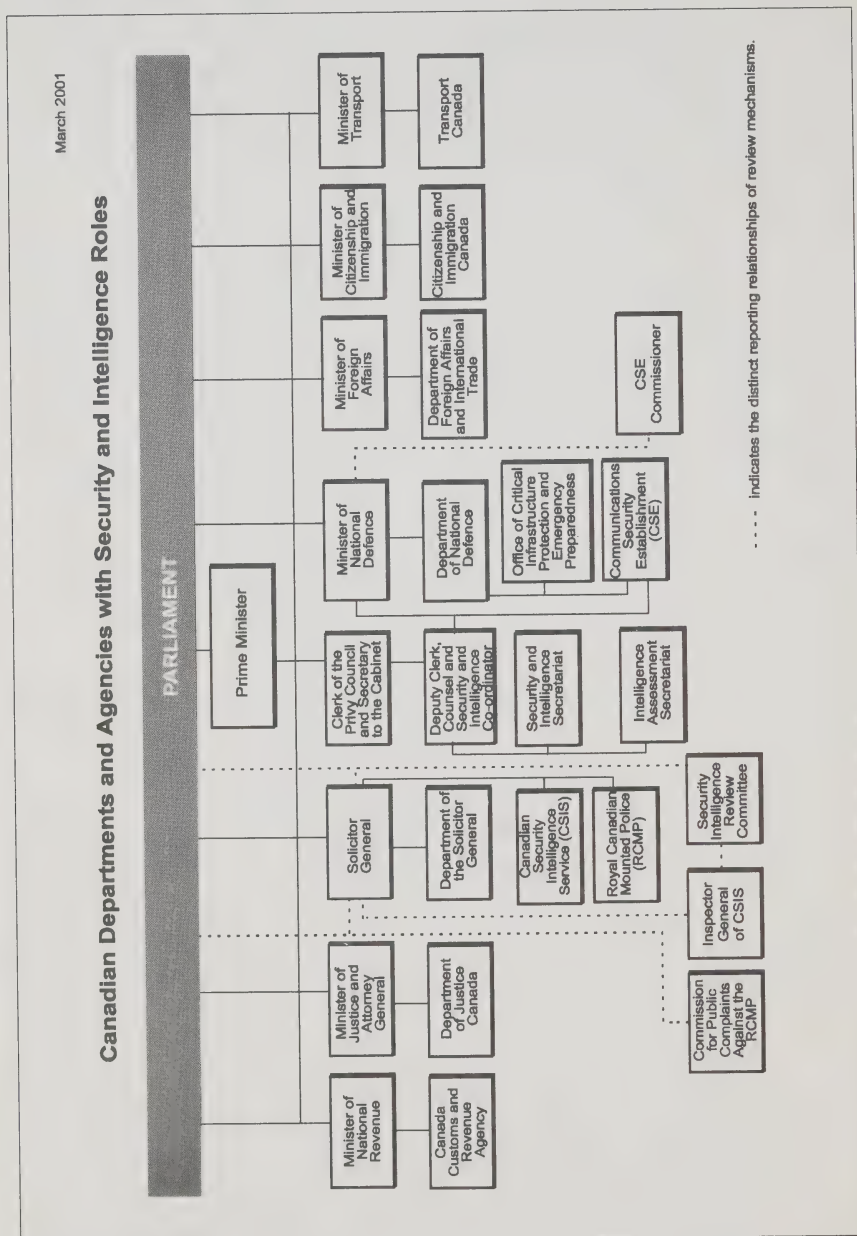 March 2001
Canadian Departments and Agencies with Security and Intelligence Roles
PARLIAMENT
Prime Minister
Minister of
National
Revenue
Minister of
Justice and
Attorney
General
Solicitor
General
Clerk of the
Privy Council
and Secretary
to the Cabinet
Minister of
National
Defence
Minister of
Foreign
Affairs
Minister of
Citizenship and
Immigration
Minister of
Transport
Canada
Customs and
Revenue
Agency
Department
of Justice
Canada
Department of
the Solicitor
General
Deputy Clerk,
Counsel and
Security and
Intelligence
Co-ordinator
Department
of National
Defence
Department of
Foreign Affairs
and International
Trade
Citizenship and
Immigration
Canada
Transport
Canada
Canadian
Security
Intelligence
Service (CSIS)
Security and
Intelligence
Secretariat
Office of Critical
Infrastructure
Protection and
Emergency
Preparedness
Royal Canadian
Mounted Police
(RCMP)
Intelligence
Assessment
Secretariat
Communications
Security
Establishment
(CSE)
CSE
Commissioner
Commission
for Public
Complaints
Against the
RCMP
Inspector
General
of CSIS
Security
Intelligence
Review
Committee
- - - - indicates the distinct reporting relationships of review mechanisms.